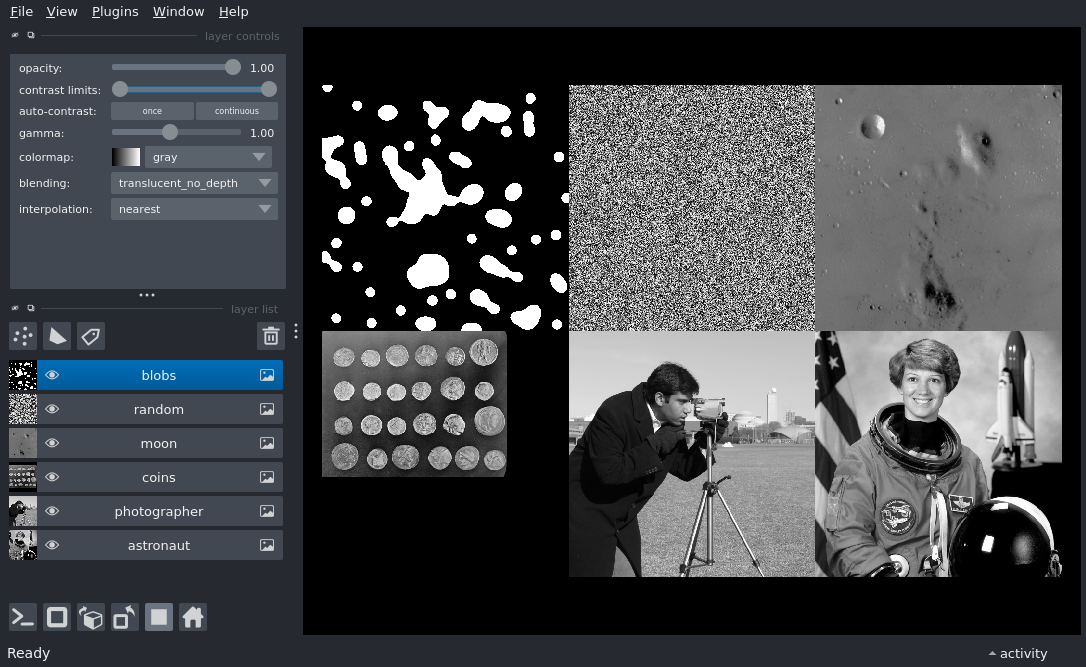 File View Plugins Window Help
layer controls
opacity: 1.00
contrast limits:
auto-contrast: once continuous
gamma: 1.00
colormap: gray
blending: translucent_no_depth
interpolation: nearest
layer list
blobs
random
moon
coins
photographer
astronaut
Ready
activity